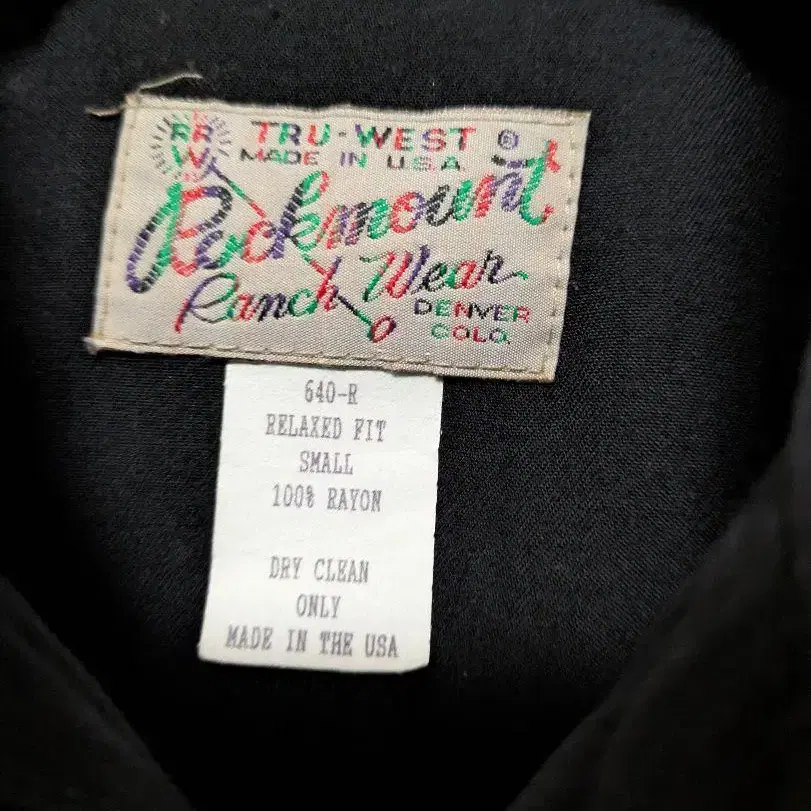 RR
W
TRU-WEST ®
MADE IN U.S.A.
Rockmount
Ranch Wear
DENVER
COLO.
640-R
RELAXED FIT
SMALL
100% RAYON
DRY CLEAN
ONLY
MADE IN THE USA